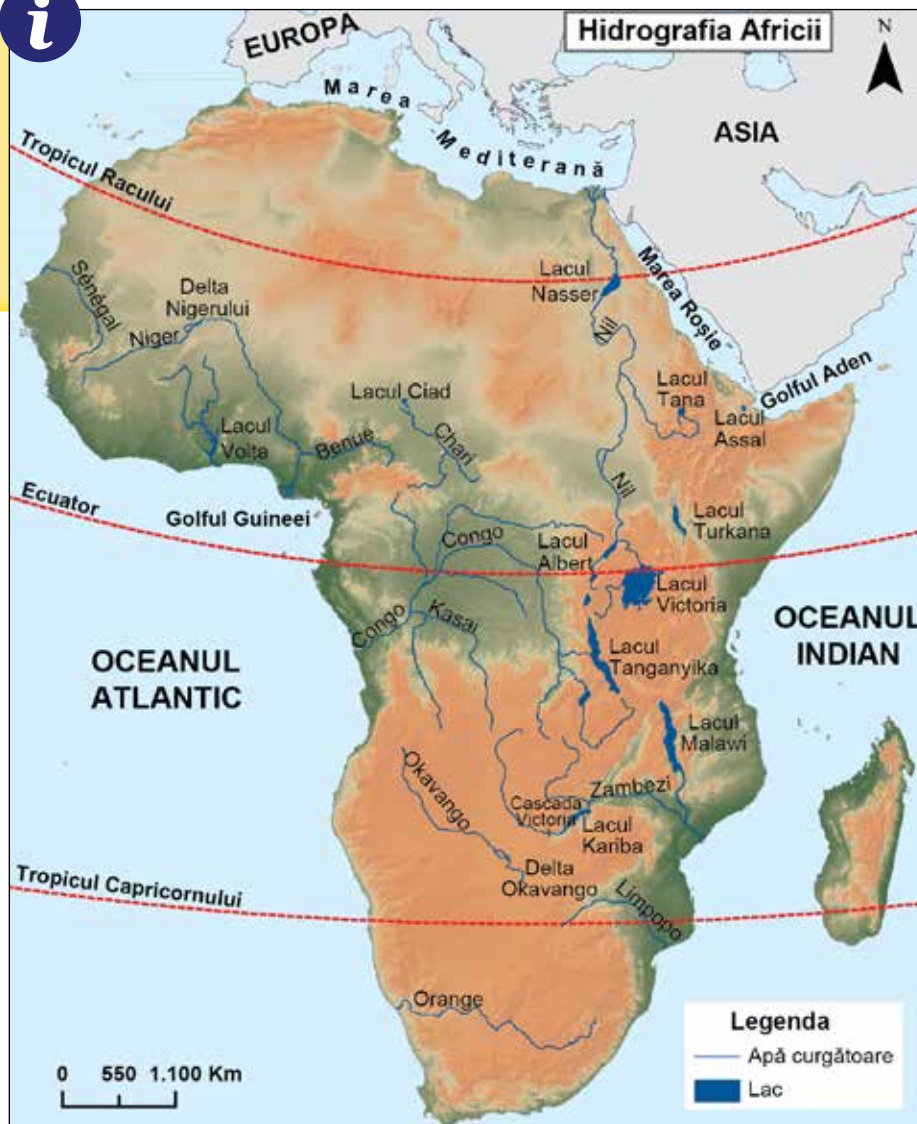 i
Hidrografia Africii
N
EUROPA
ASIA
Marea
Mediterană
Tropicul Racului
Marea Roșie
Lacul
Nasser
Nil
Sénégal
Delta
Nigerului
Niger
Golful Aden
Lacul
Tana
Lacul
Assal
Lacul Ciad
Lacul
Volta
Benue
Chari
Nil
Ecuator
Golful Guineei
Lacul
Turkana
Congo
Lacul
Albert
Lacul
Victoria
Congo
Kasai
OCEANUL
ATLANTIC
OCEANUL
INDIAN
Lacul
Tanganyika
Lacul
Malawi
Okavango
Zambezi
Cascada
Victoria
Lacul
Kariba
Delta
Okavango
Tropicul Capricornului
Limpopo
Orange
Legenda
Apă curgătoare
Lac
0 550 1.100 Km